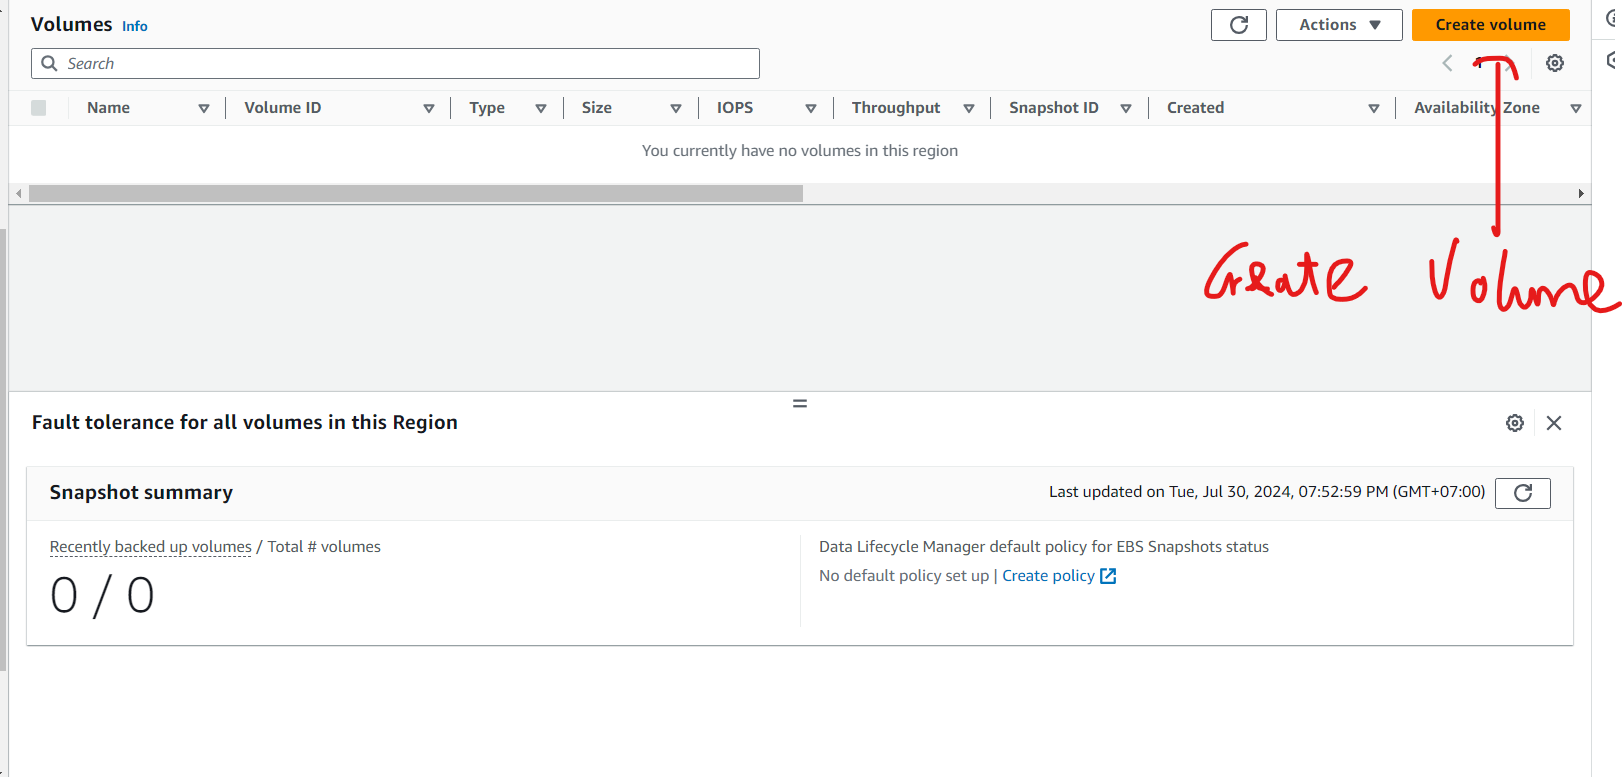 Volumes Info
Actions
Create volume
Search
1
Name Volume ID Type Size IOPS Throughput Snapshot ID Created Availability Zone
You currently have no volumes in this region
Create Volume
Fault tolerance for all volumes in this Region
Snapshot summary
Last updated on Tue, Jul 30, 2024, 07:52:59 PM (GMT+07:00)
Recently backed up volumes / Total # volumes
0 / 0
Data Lifecycle Manager default policy for EBS Snapshots status
No default policy set up | Create policy